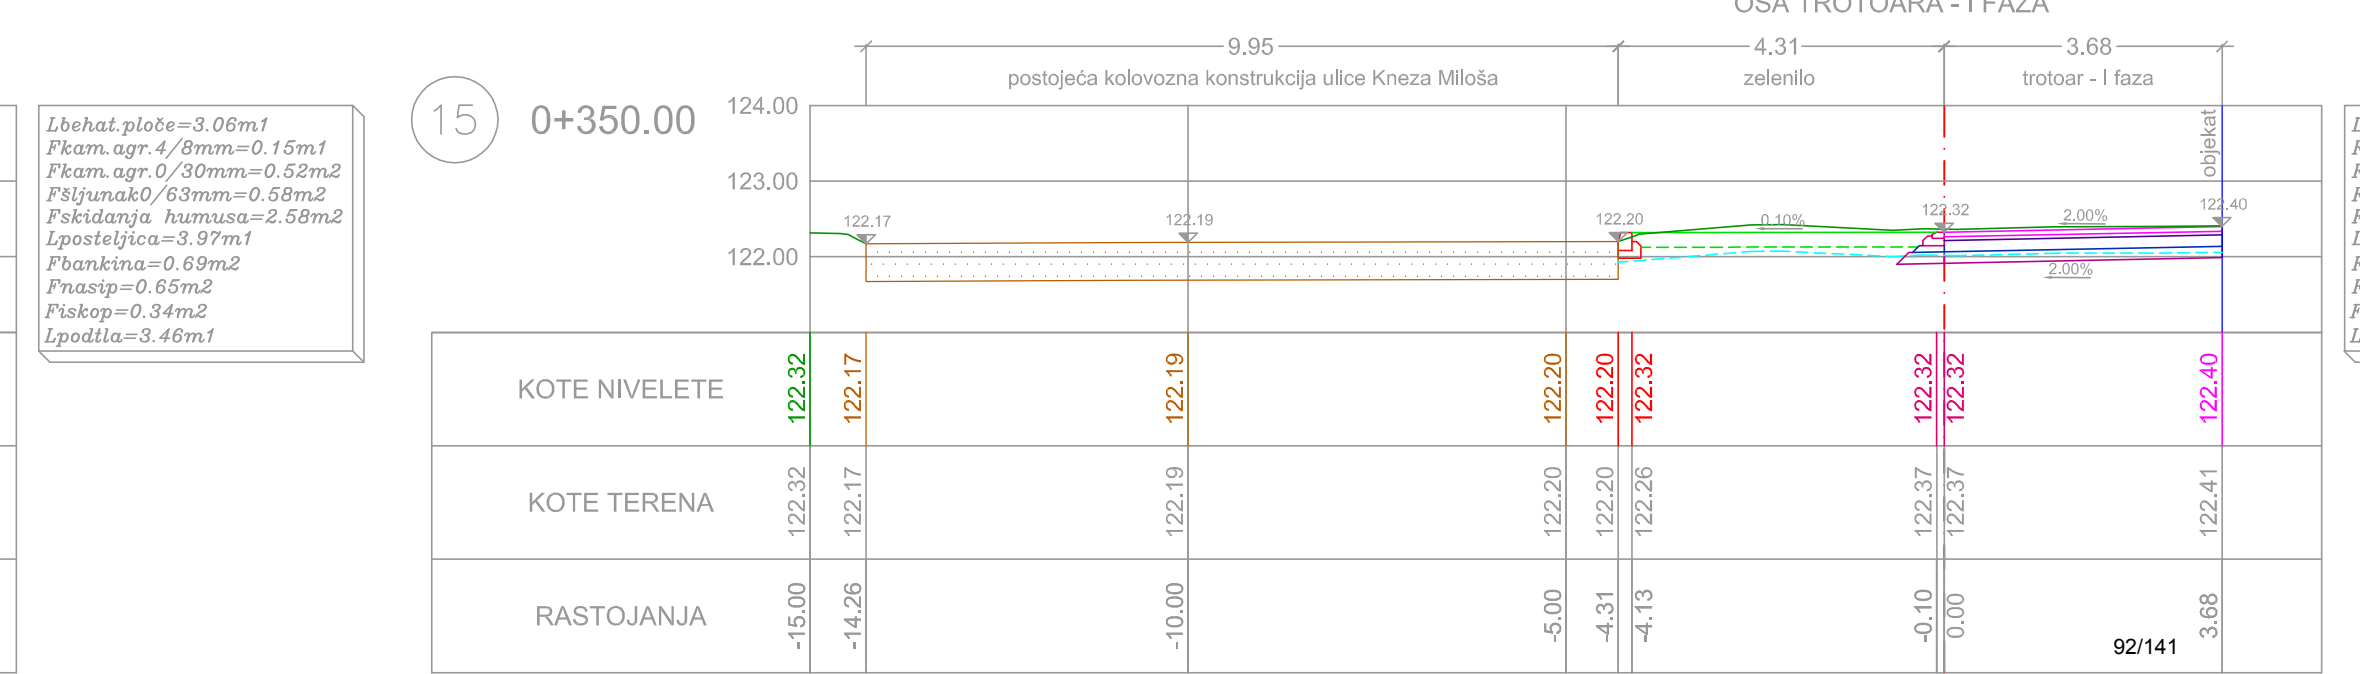 OSA TROTOARA - I FAZA
9.95 4.31 3.68
postojeća kolovozna konstrukcija ulice Kneza Miloša zelenilo trotoar - I faza
Lbehat.ploče=3.06m1
Fkam.agr.4/8mm=0.15m1
Fkam.agr.0/30mm=0.52m2
Fšljunak0/63mm=0.58m2
Fskidanja humusa=2.58m2
Lposteljica=3.97m1
Fbankina=0.69m2
Fnasip=0.65m2
Fiskop=0.34m2
Lpodtla=3.46m1
15 0+350.00
124.00
123.00
122.00
objekat
122.17 122.19 122.20 0.10% 122.32 2.00% 122.40
2.00%
KOTE NIVELETE 122.32 122.17 122.19 122.20 122.20 122.32 122.32 122.32 122.40
KOTE TERENA 122.32 122.17 122.19 122.20 122.20 122.26 122.37 122.37 122.41
RASTOJANJA -15.00 -14.26 -10.00 -5.00 -4.31 -4.13 -0.10 0.00 3.68
92/141